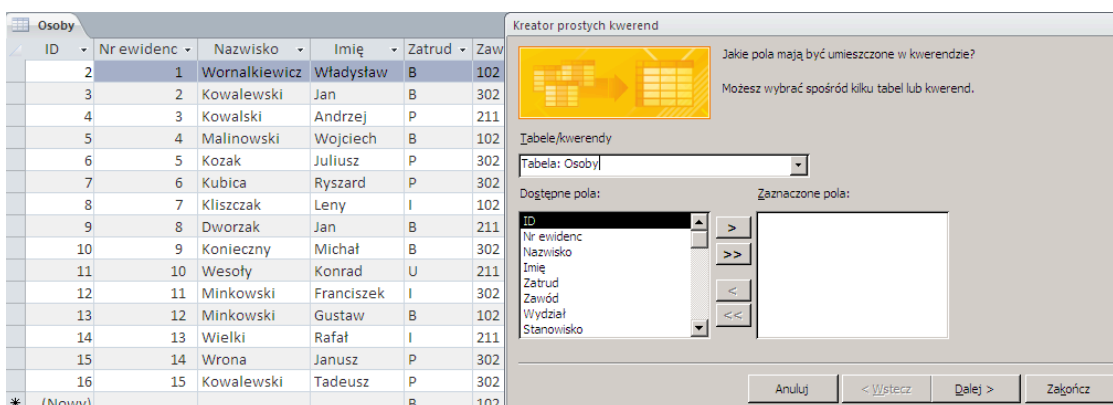 Osoby
ID Nr ewidenc Nazwisko Imię Zatrud Zaw
2 1 Wornalkiewicz Władysław B 102
3 2 Kowalewski Jan B 302
4 3 Kowalski Andrzej P 211
5 4 Malinowski Wojciech B 102
6 5 Kozak Juliusz P 302
7 6 Kubica Ryszard P 302
8 7 Kliszczak Leny I 102
9 8 Dworzak Jan B 211
10 9 Konieczny Michał B 302
11 10 Wesoły Konrad U 211
12 11 Minkowski Franciszek I 302
13 12 Minkowski Gustaw B 102
14 13 Wielki Rafał I 211
15 14 Wrona Janusz P 302
16 15 Kowalewski Tadeusz P 302
* (Nowy) B 102
Kreator prostych kwerend
Jakie pola mają być umieszczone w kwerendzie?
Możesz wybrać spośród kilku tabel lub kwerend.
Tabele/kwerendy
Tabela: Osoby
Dostępne pola: Zaznaczone pola:
ID
Nr ewidenc
Nazwisko
Imię
Zatrud
Zawód
Wydział
Stanowisko
>
>>
<
<<
Anuluj < Wstecz Dalej > Zakończ